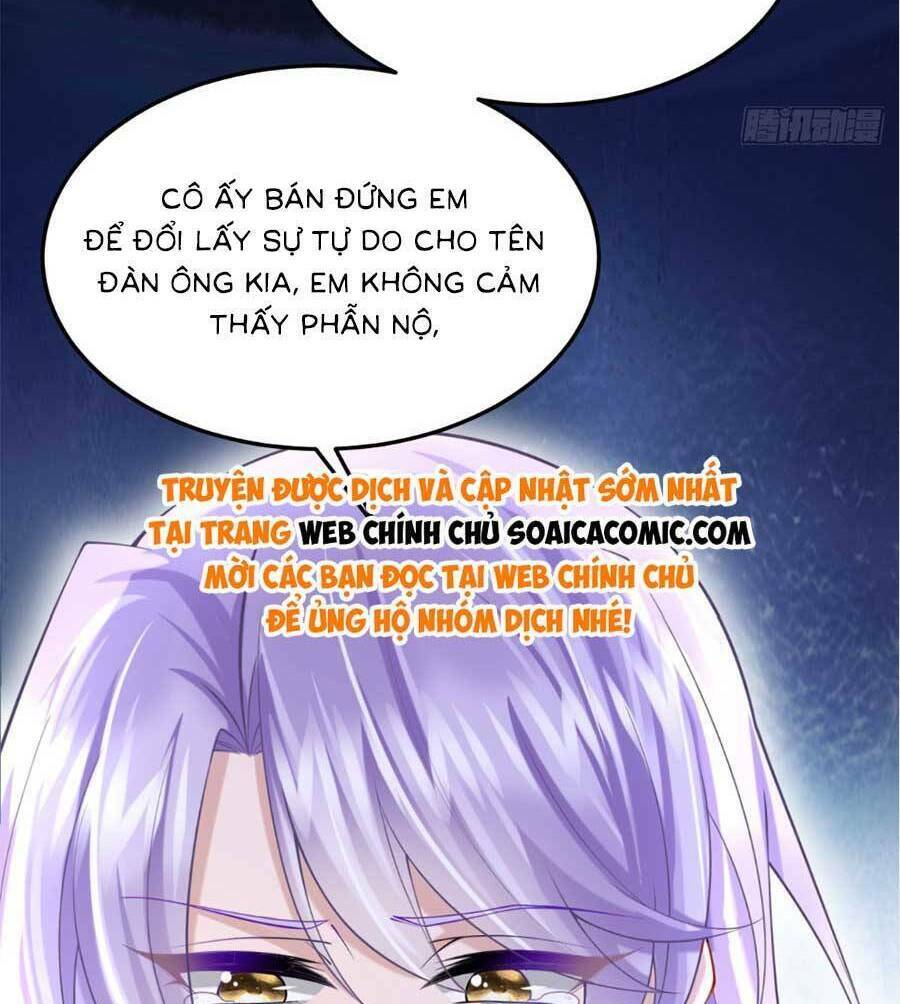 腾讯动漫
CÔ ẤY BÁN ĐỨNG EM
ĐỂ ĐỔI LẤY SỰ TỰ DO CHO TÊN
ĐÀN ÔNG KIA, EM KHÔNG CẢM
THẤY PHẪN NỘ,
TRUYỆN ĐƯỢC DỊCH VÀ CẬP NHẬT SỚM NHẤT
TẠI TRANG WEB CHÍNH CHỦ SOAICACOMIC.COM
MỜI CÁC BẠN ĐỌC TẠI WEB CHÍNH CHỦ
ĐỂ ỦNG HỘ NHÓM DỊCH NHÉ!